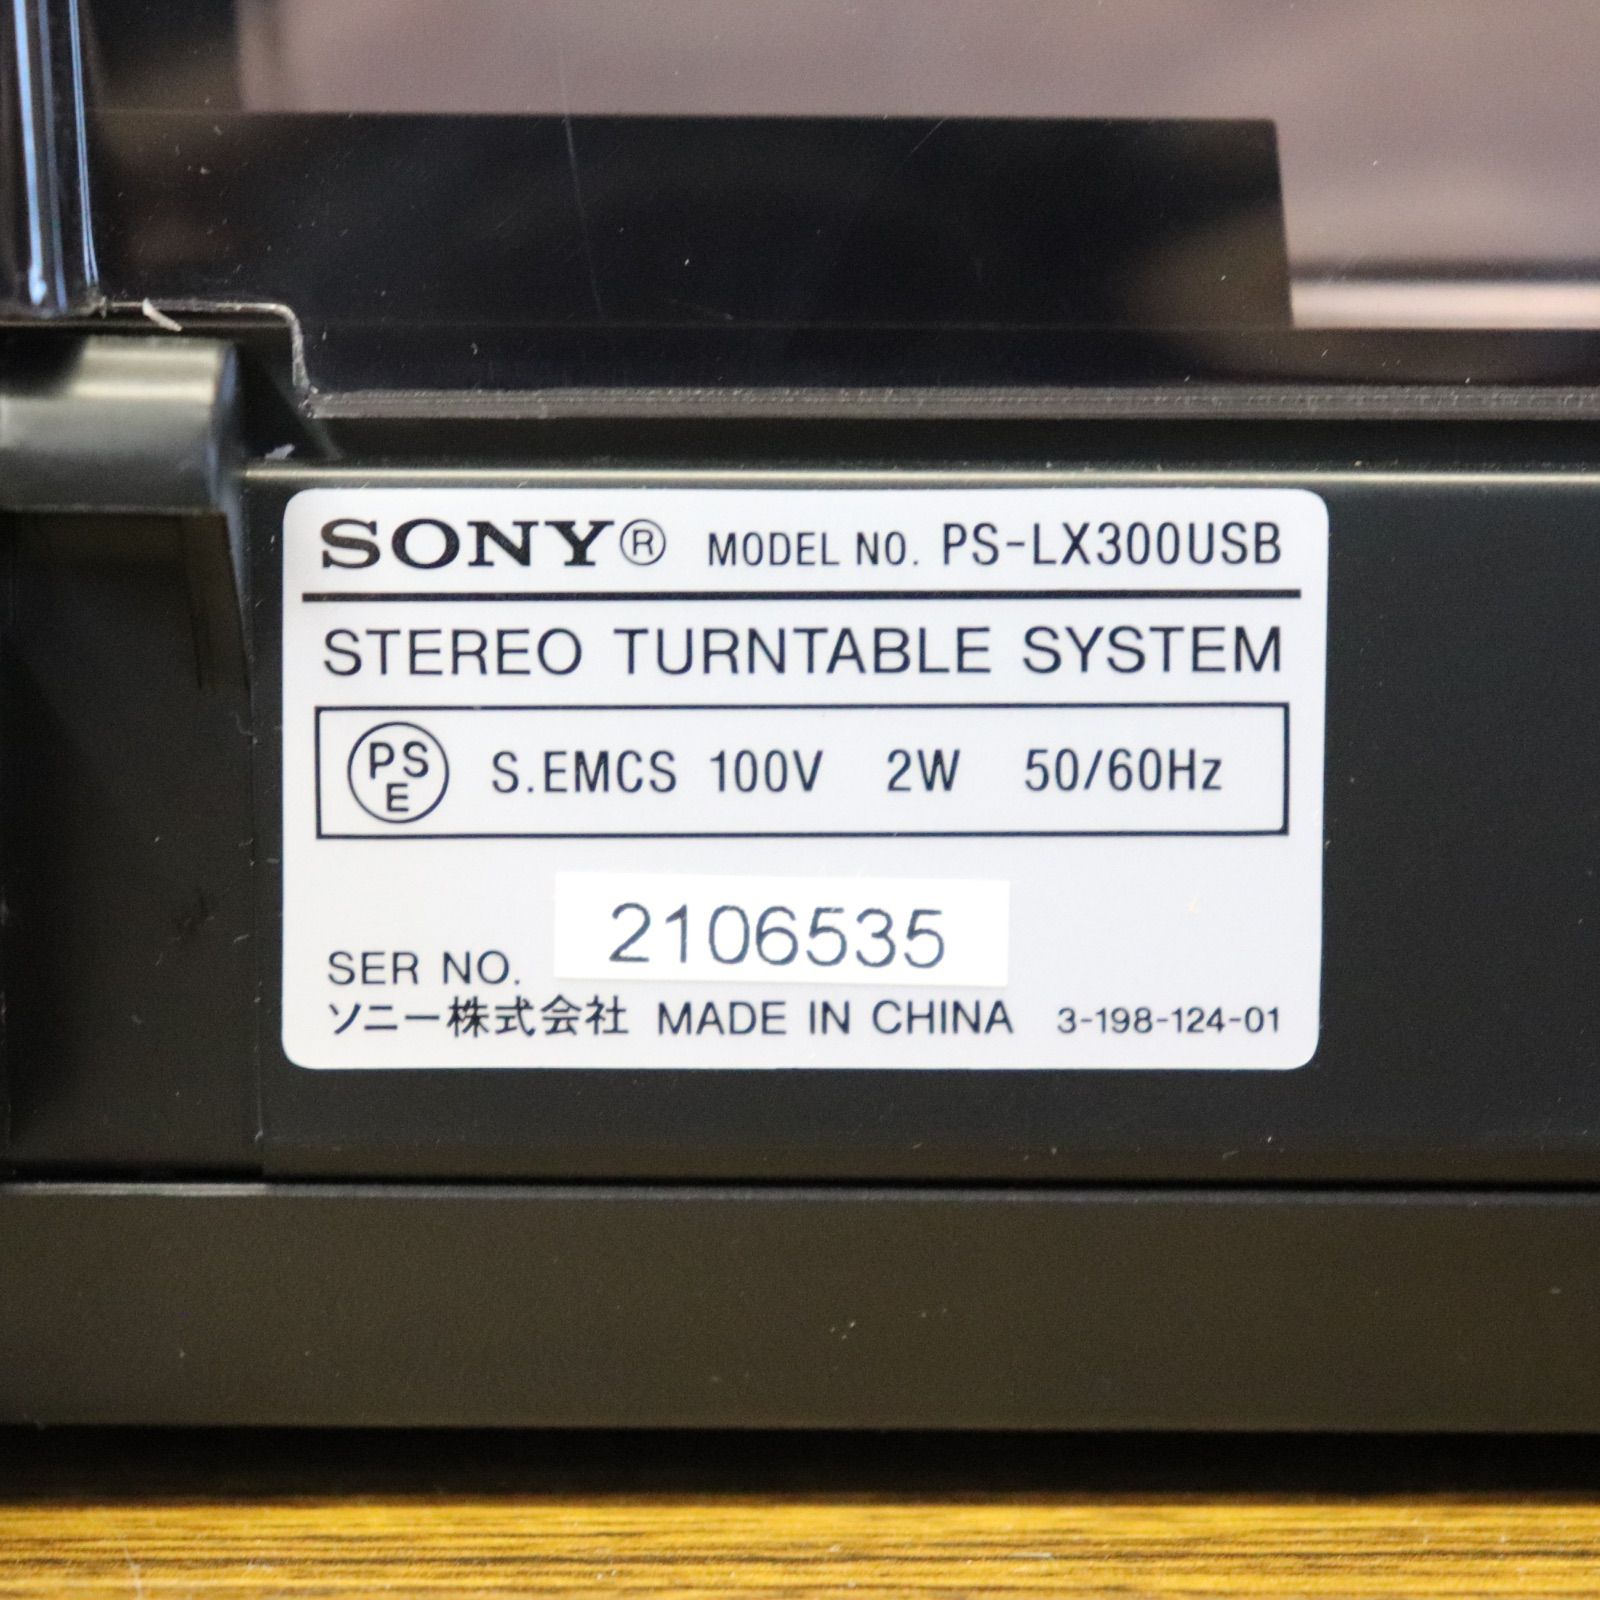 SONY® MODEL NO. PS-LX300USB
STEREO TURNTABLE SYSTEM
PSE S.EMCS 100V 2W 50/60Hz
SER NO. 2106535
ソニー株式会社 MADE IN CHINA 3-198-124-01